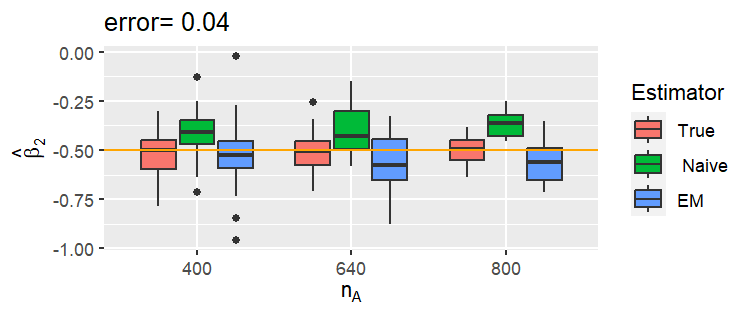 error= 0.04
0.00
-0.25
-0.50
-0.75
-1.00
β̂₂
400 640 800
n_A
Estimator
True
Naive
EM